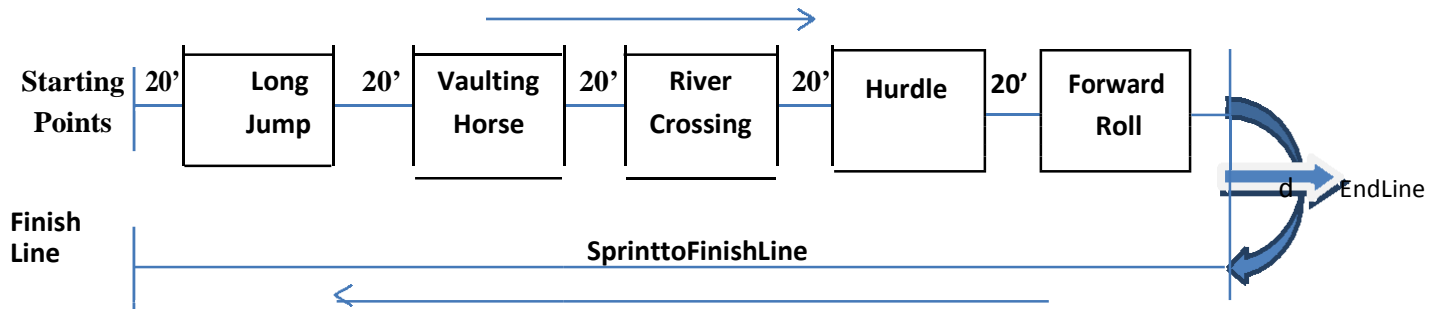 Starting Points
20’
Long Jump
20’
Vaulting Horse
20’
River Crossing
20’
Hurdle
20’
Forward Roll
d
EndLine
Finish Line
SprinttoFinishLine